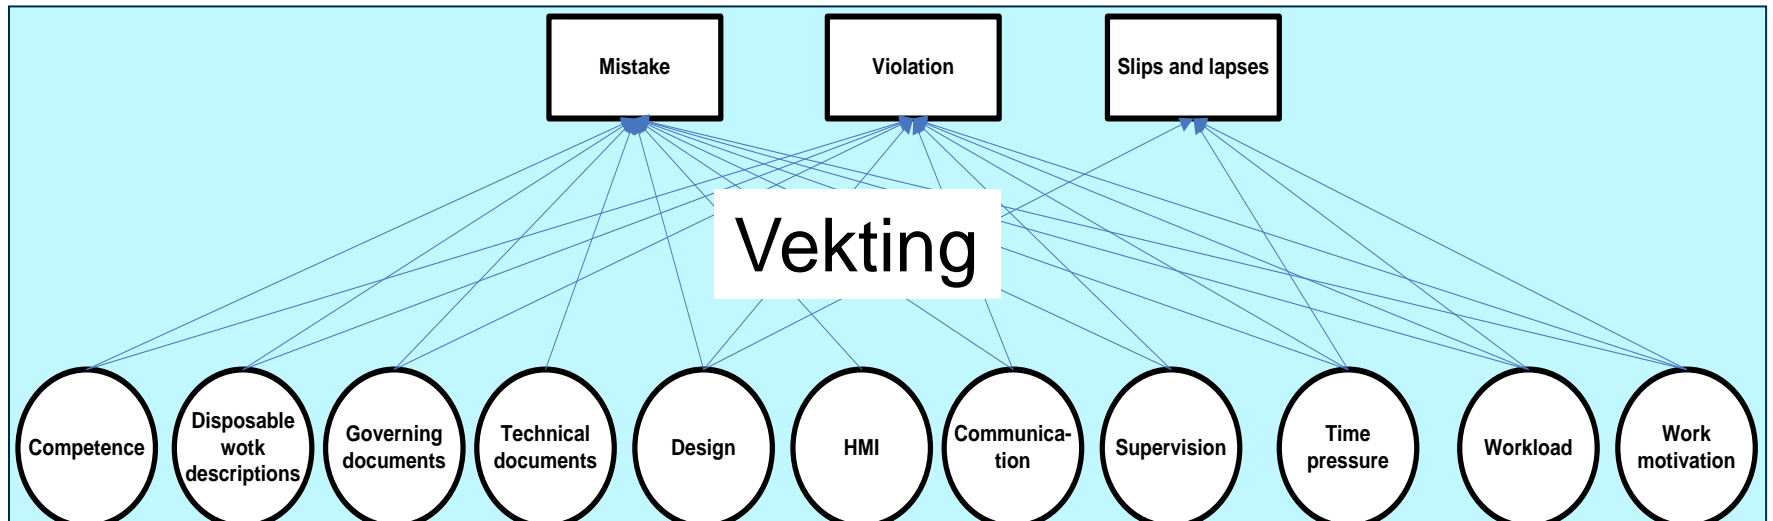 Mistake
Violation
Slips and lapses
Vekting
Competence
Disposable
wotk
descriptions
Governing
documents
Technical
documents
Design
HMI
Communica-
tion
Supervision
Time
pressure
Workload
Work
motivation